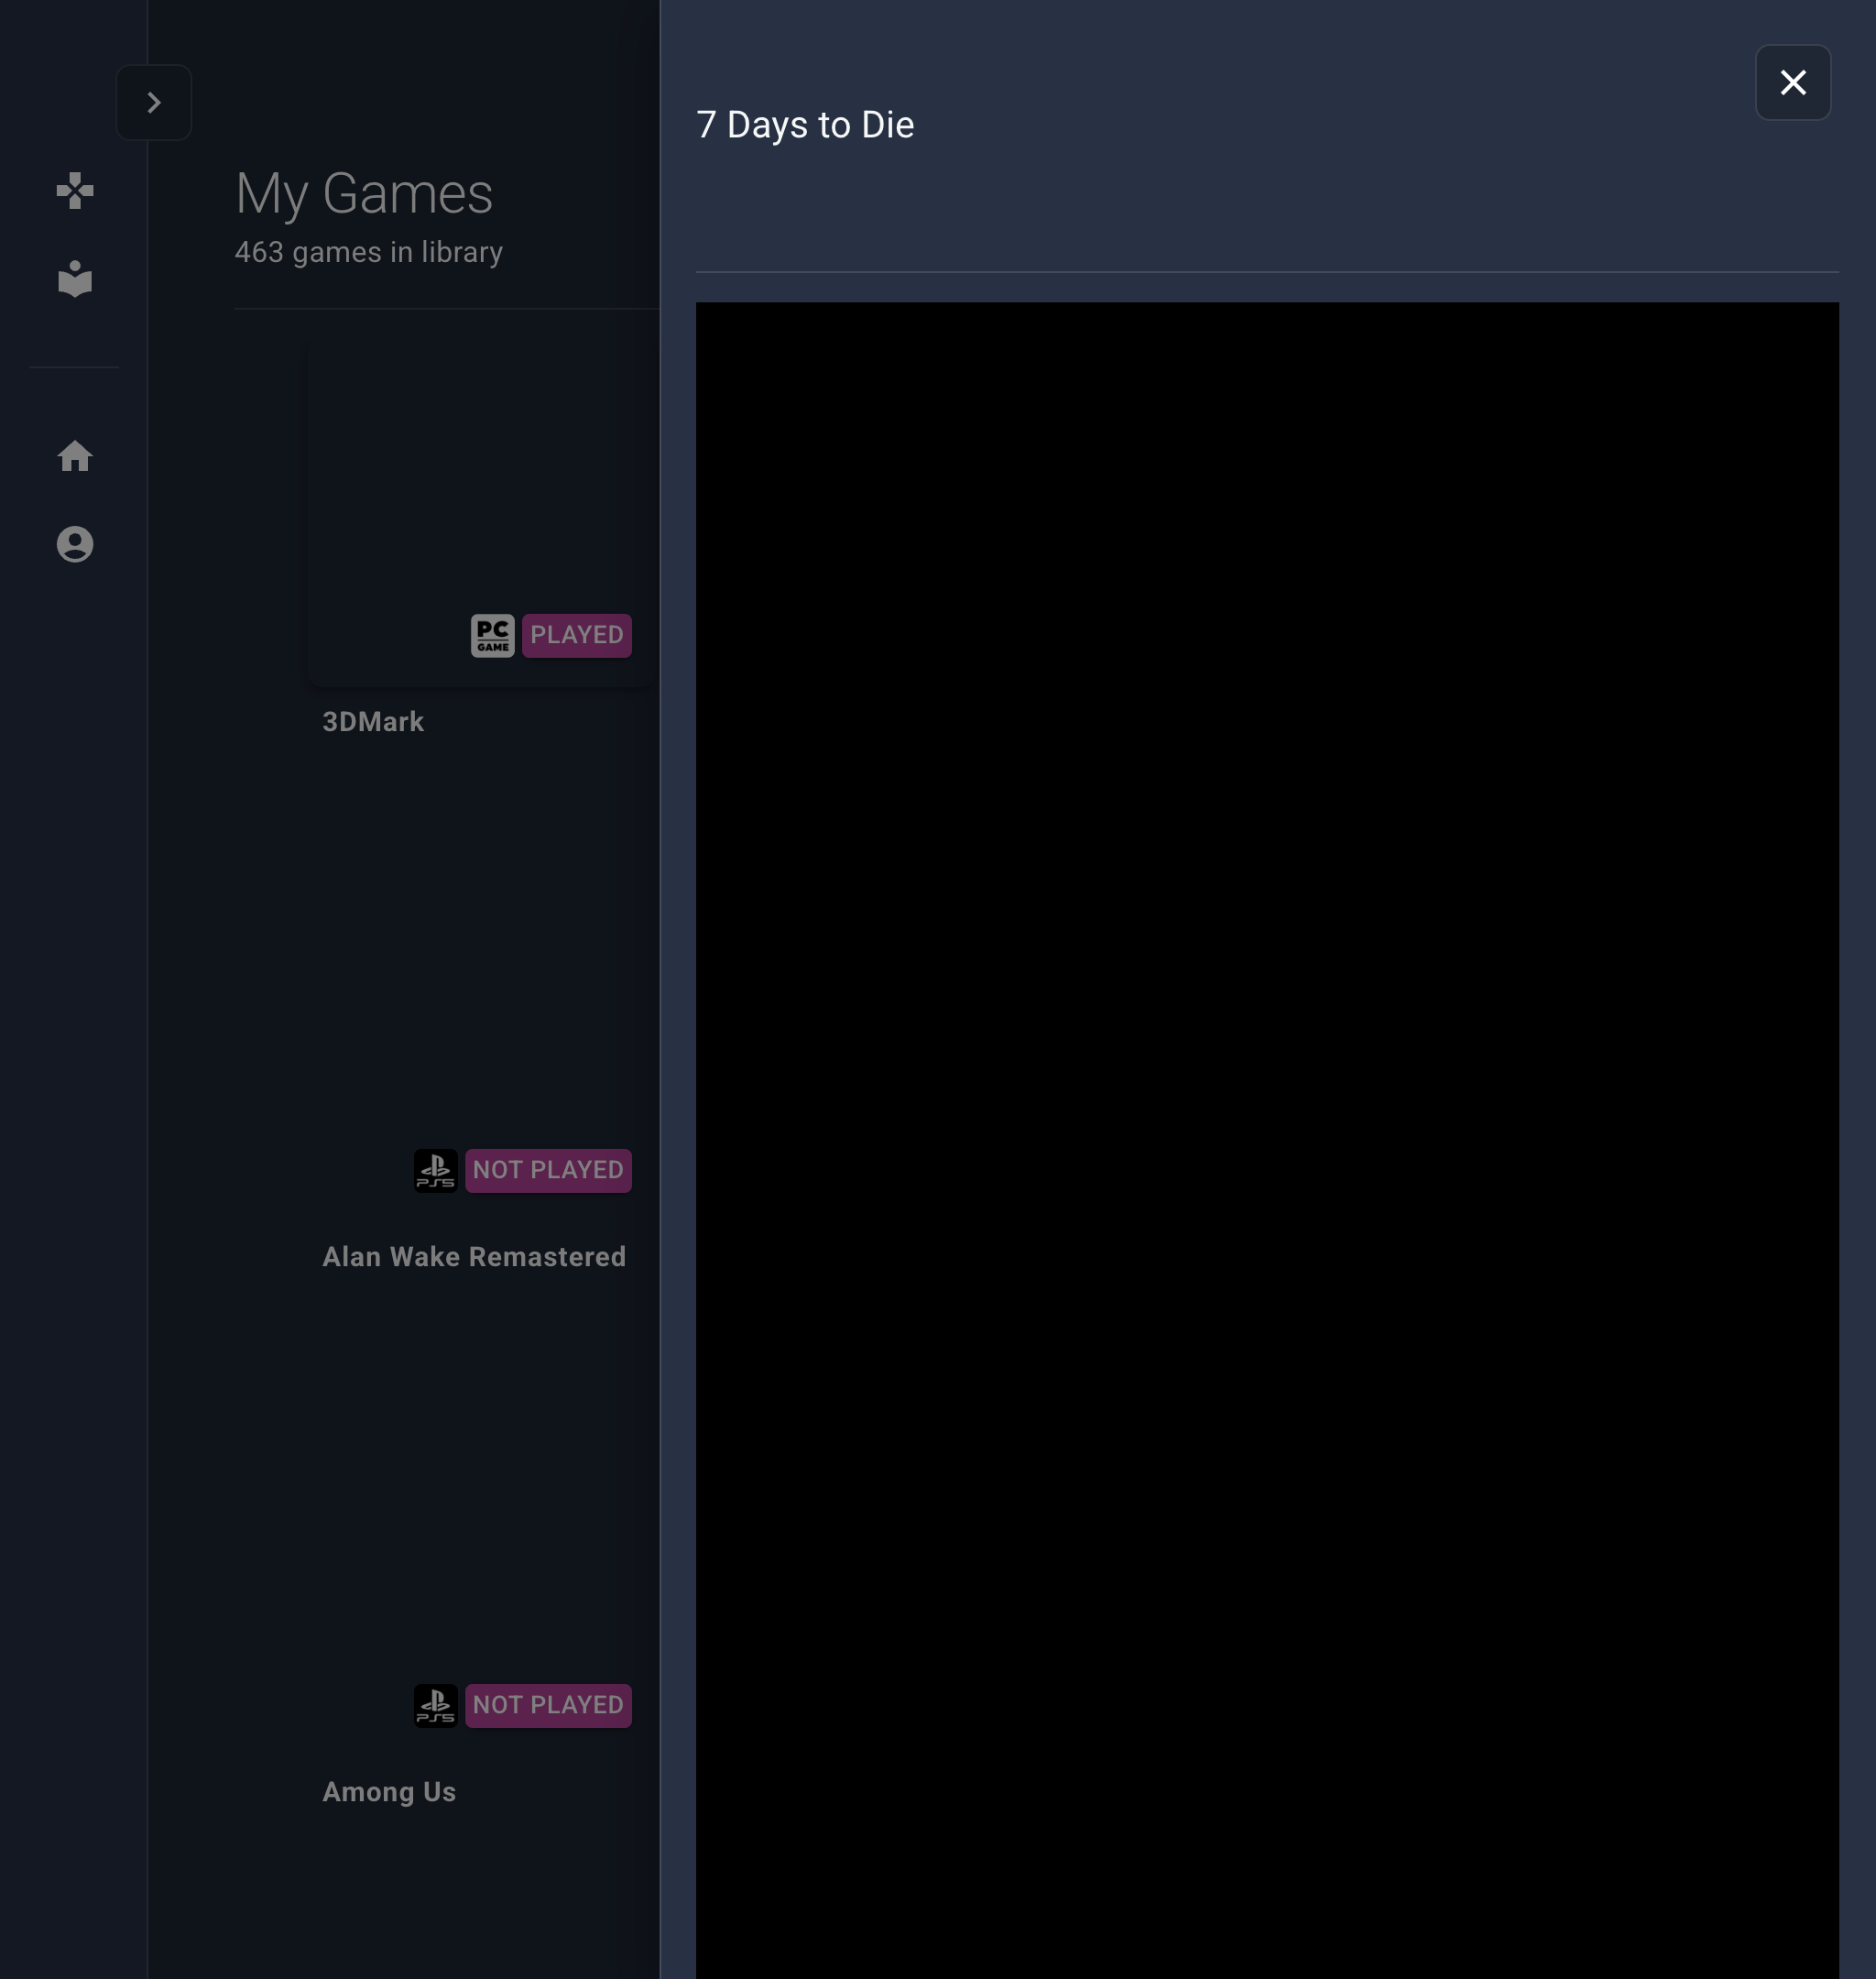 7 Days to Die
My Games
463 games in library
PC
GAME
PLAYED
3DMark
PS5
NOT PLAYED
Alan Wake Remastered
PS5
NOT PLAYED
Among Us